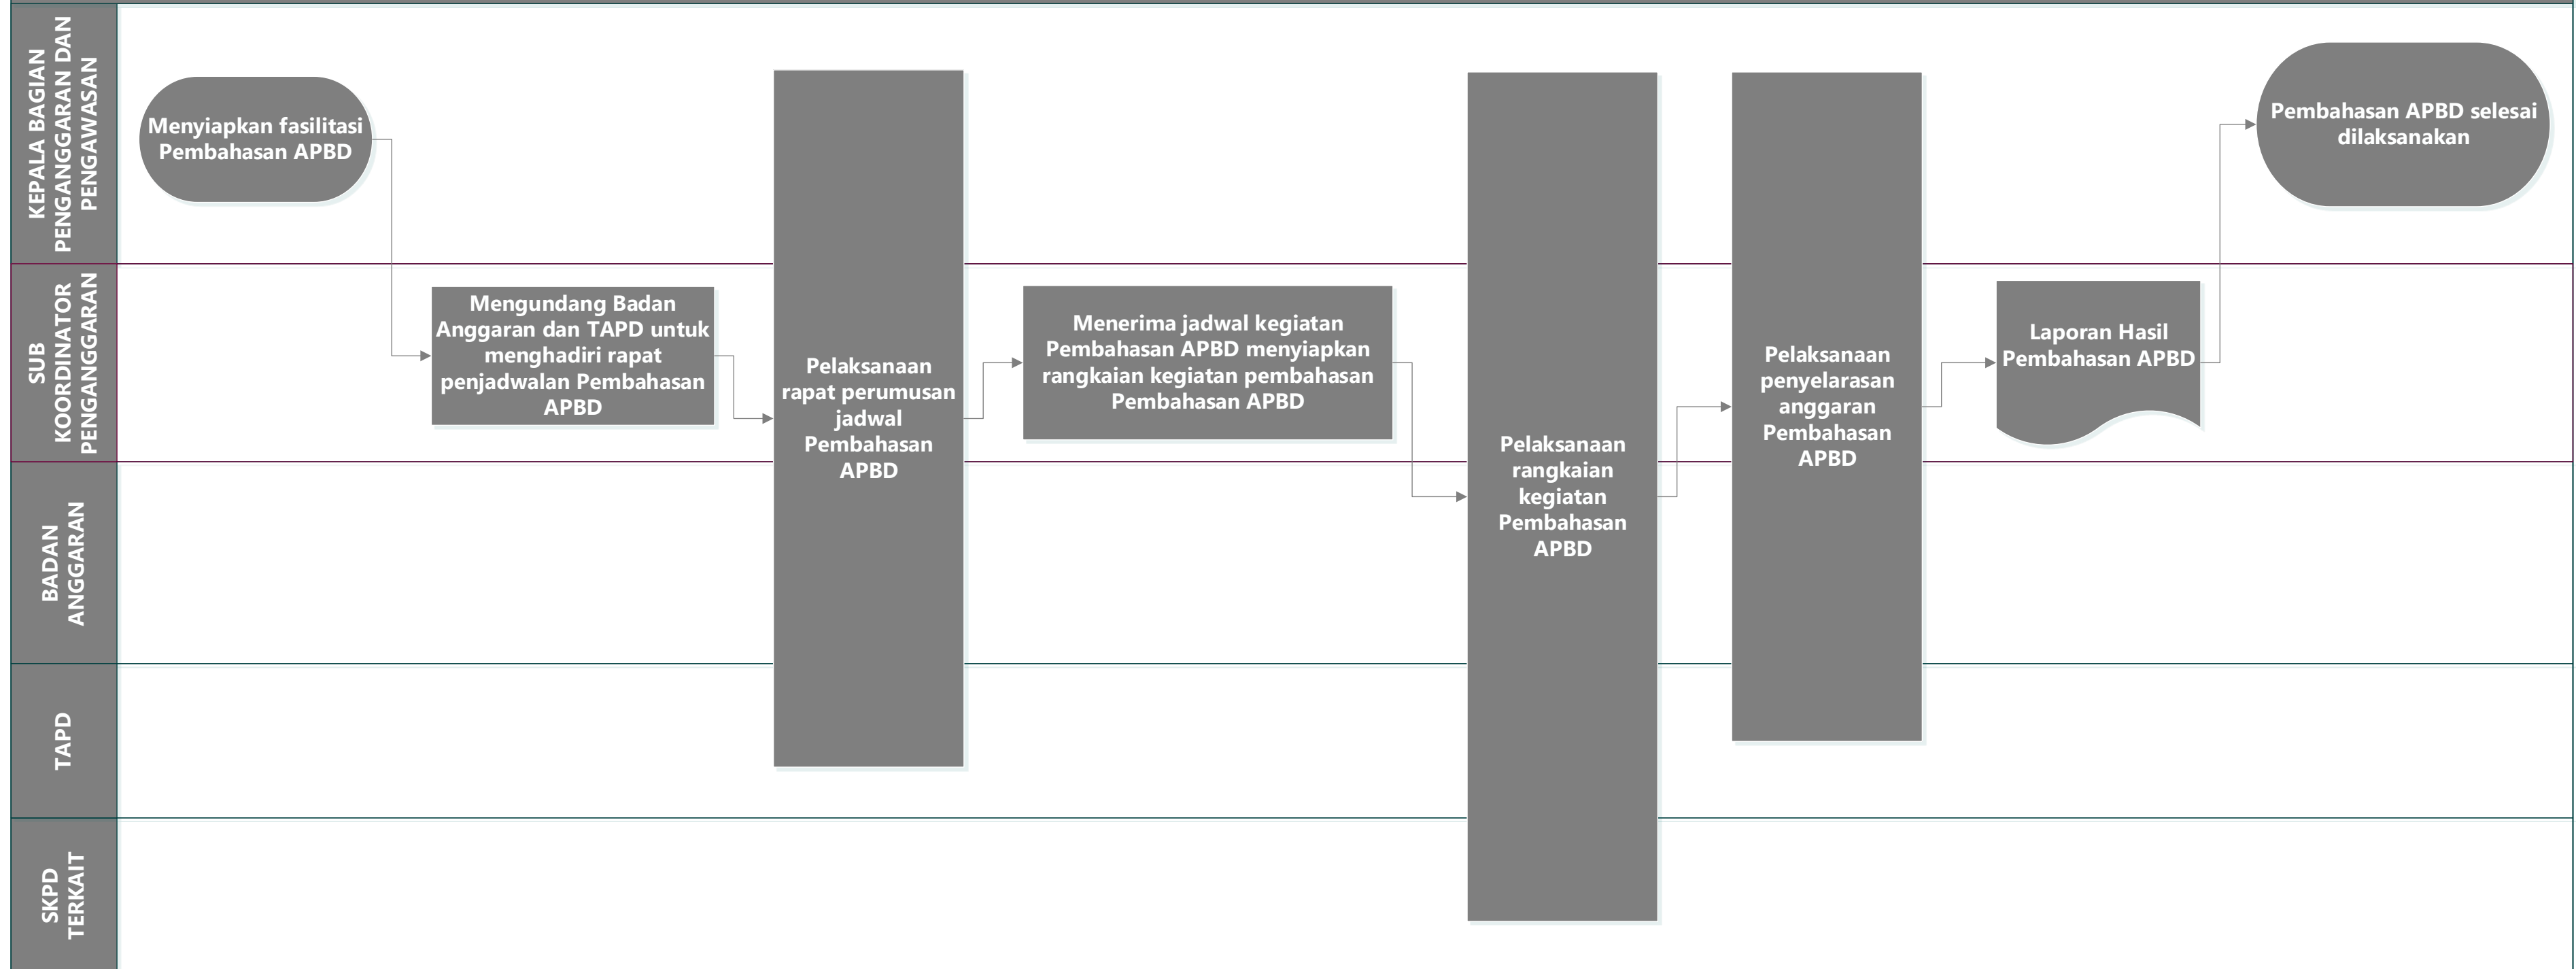 KEPALA BAGIAN
PENGANGGARAN DAN
PENGAWASAN
Menyiapkan fasilitasi
Pembahasan APBD
Pembahasan APBD selesai
dilaksanakan
SUB
KOORDINATOR
PENGANGGARAN
Mengundang Badan
Anggaran dan TAPD untuk
menghadiri rapat
penjadwalan Pembahasan
APBD
Pelaksanaan
rapat perumusan
jadwal
Pembahasan
APBD
Menerima jadwal kegiatan
Pembahasan APBD menyiapkan
rangkaian kegiatan pembahasan
Pembahasan APBD
Pelaksanaan
rangkaian
kegiatan
Pembahasan
APBD
Pelaksanaan
penyelarasan
anggaran
Pembahasan
APBD
Laporan Hasil
Pembahasan APBD
BADAN
ANGGARAN
TAPD
SKPD
TERKAIT